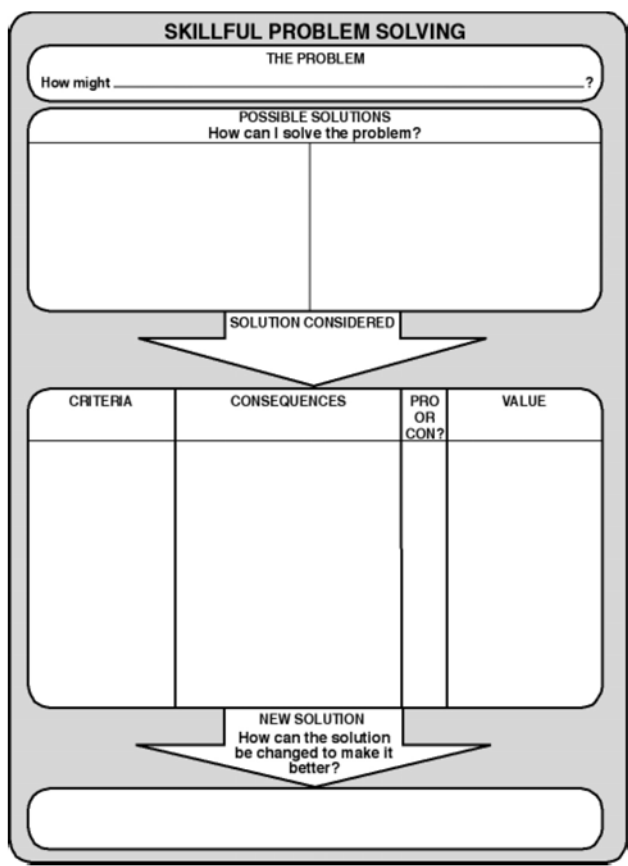 SKILLFUL PROBLEM SOLVING
THE PROBLEM
How might ?
POSSIBLE SOLUTIONS
How can I solve the problem?
SOLUTION CONSIDERED
CRITERIA
CONSEQUENCES
PRO
OR
CON?
VALUE
NEW SOLUTION
How can the solution
be changed to make it
better?